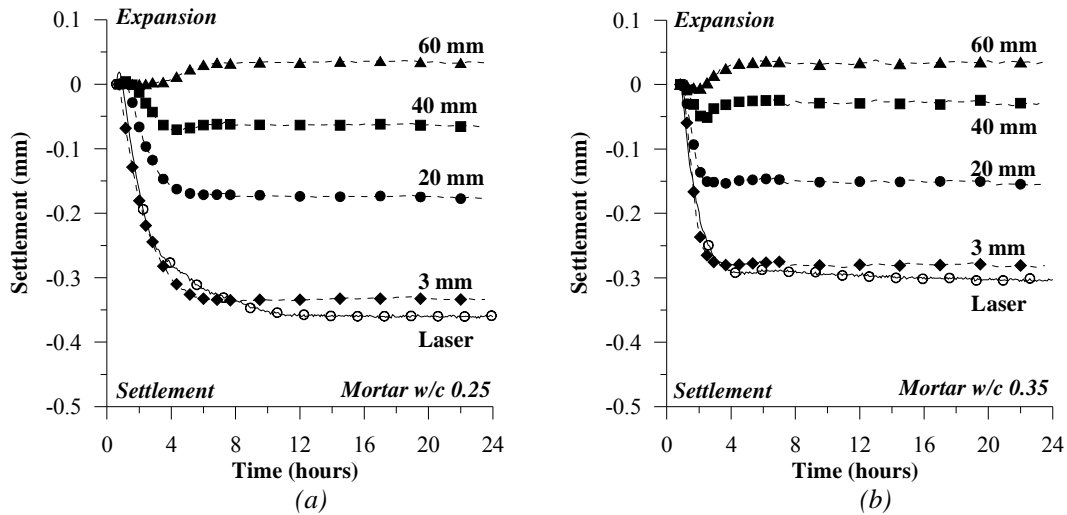 0.1
0
-0.1
-0.2
-0.3
-0.4
-0.5
Settlement (mm)
Expansion
60 mm
40 mm
20 mm
3 mm
Laser
Settlement
Mortar w/c 0.25
0 4 8 12 16 20 24
Time (hours)
(a)
0.1
0
-0.1
-0.2
-0.3
-0.4
-0.5
Settlement (mm)
Expansion
60 mm
40 mm
20 mm
3 mm
Laser
Settlement
Mortar w/c 0.35
0 4 8 12 16 20 24
Time (hours)
(b)